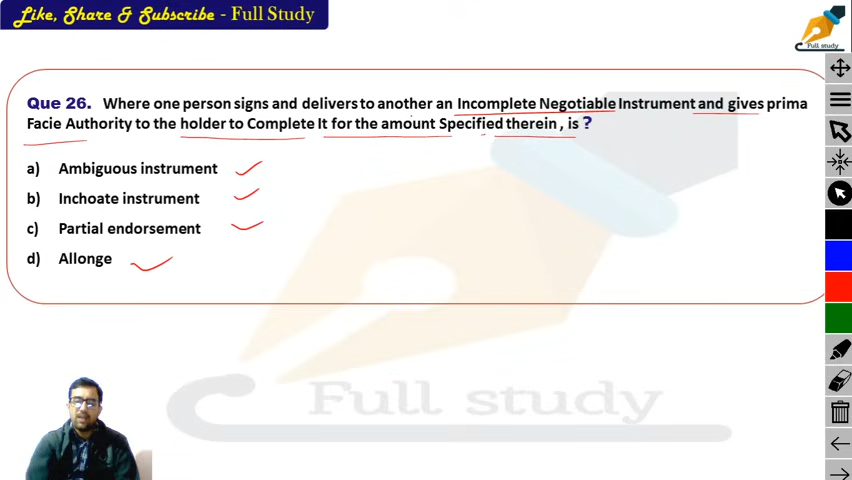 Like, Share & Subscribe - Full Study
Full study
Que 26. Where one person signs and delivers to another an Incomplete Negotiable Instrument and gives prima
Facie Authority to the holder to Complete It for the amount Specified therein , is ?
a) Ambiguous instrument
b) Inchoate instrument
c) Partial endorsement
d) Allonge
Full study